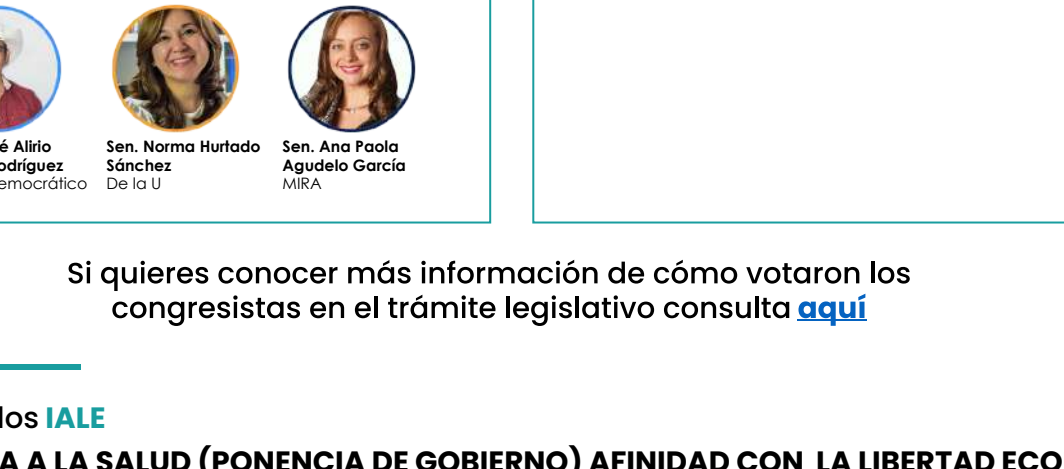 é Alirio
odríguez
emocrático
Sen. Norma Hurtado
Sánchez
De la U
Sen. Ana Paola
Agudelo García
MIRA
Si quieres conocer más información de cómo votaron los
congresistas en el trámite legislativo consulta aquí
los IALE
A A LA SALUD (PONENCIA DE GOBIERNO) AFINIDAD CON LA LIBERTAD ECO